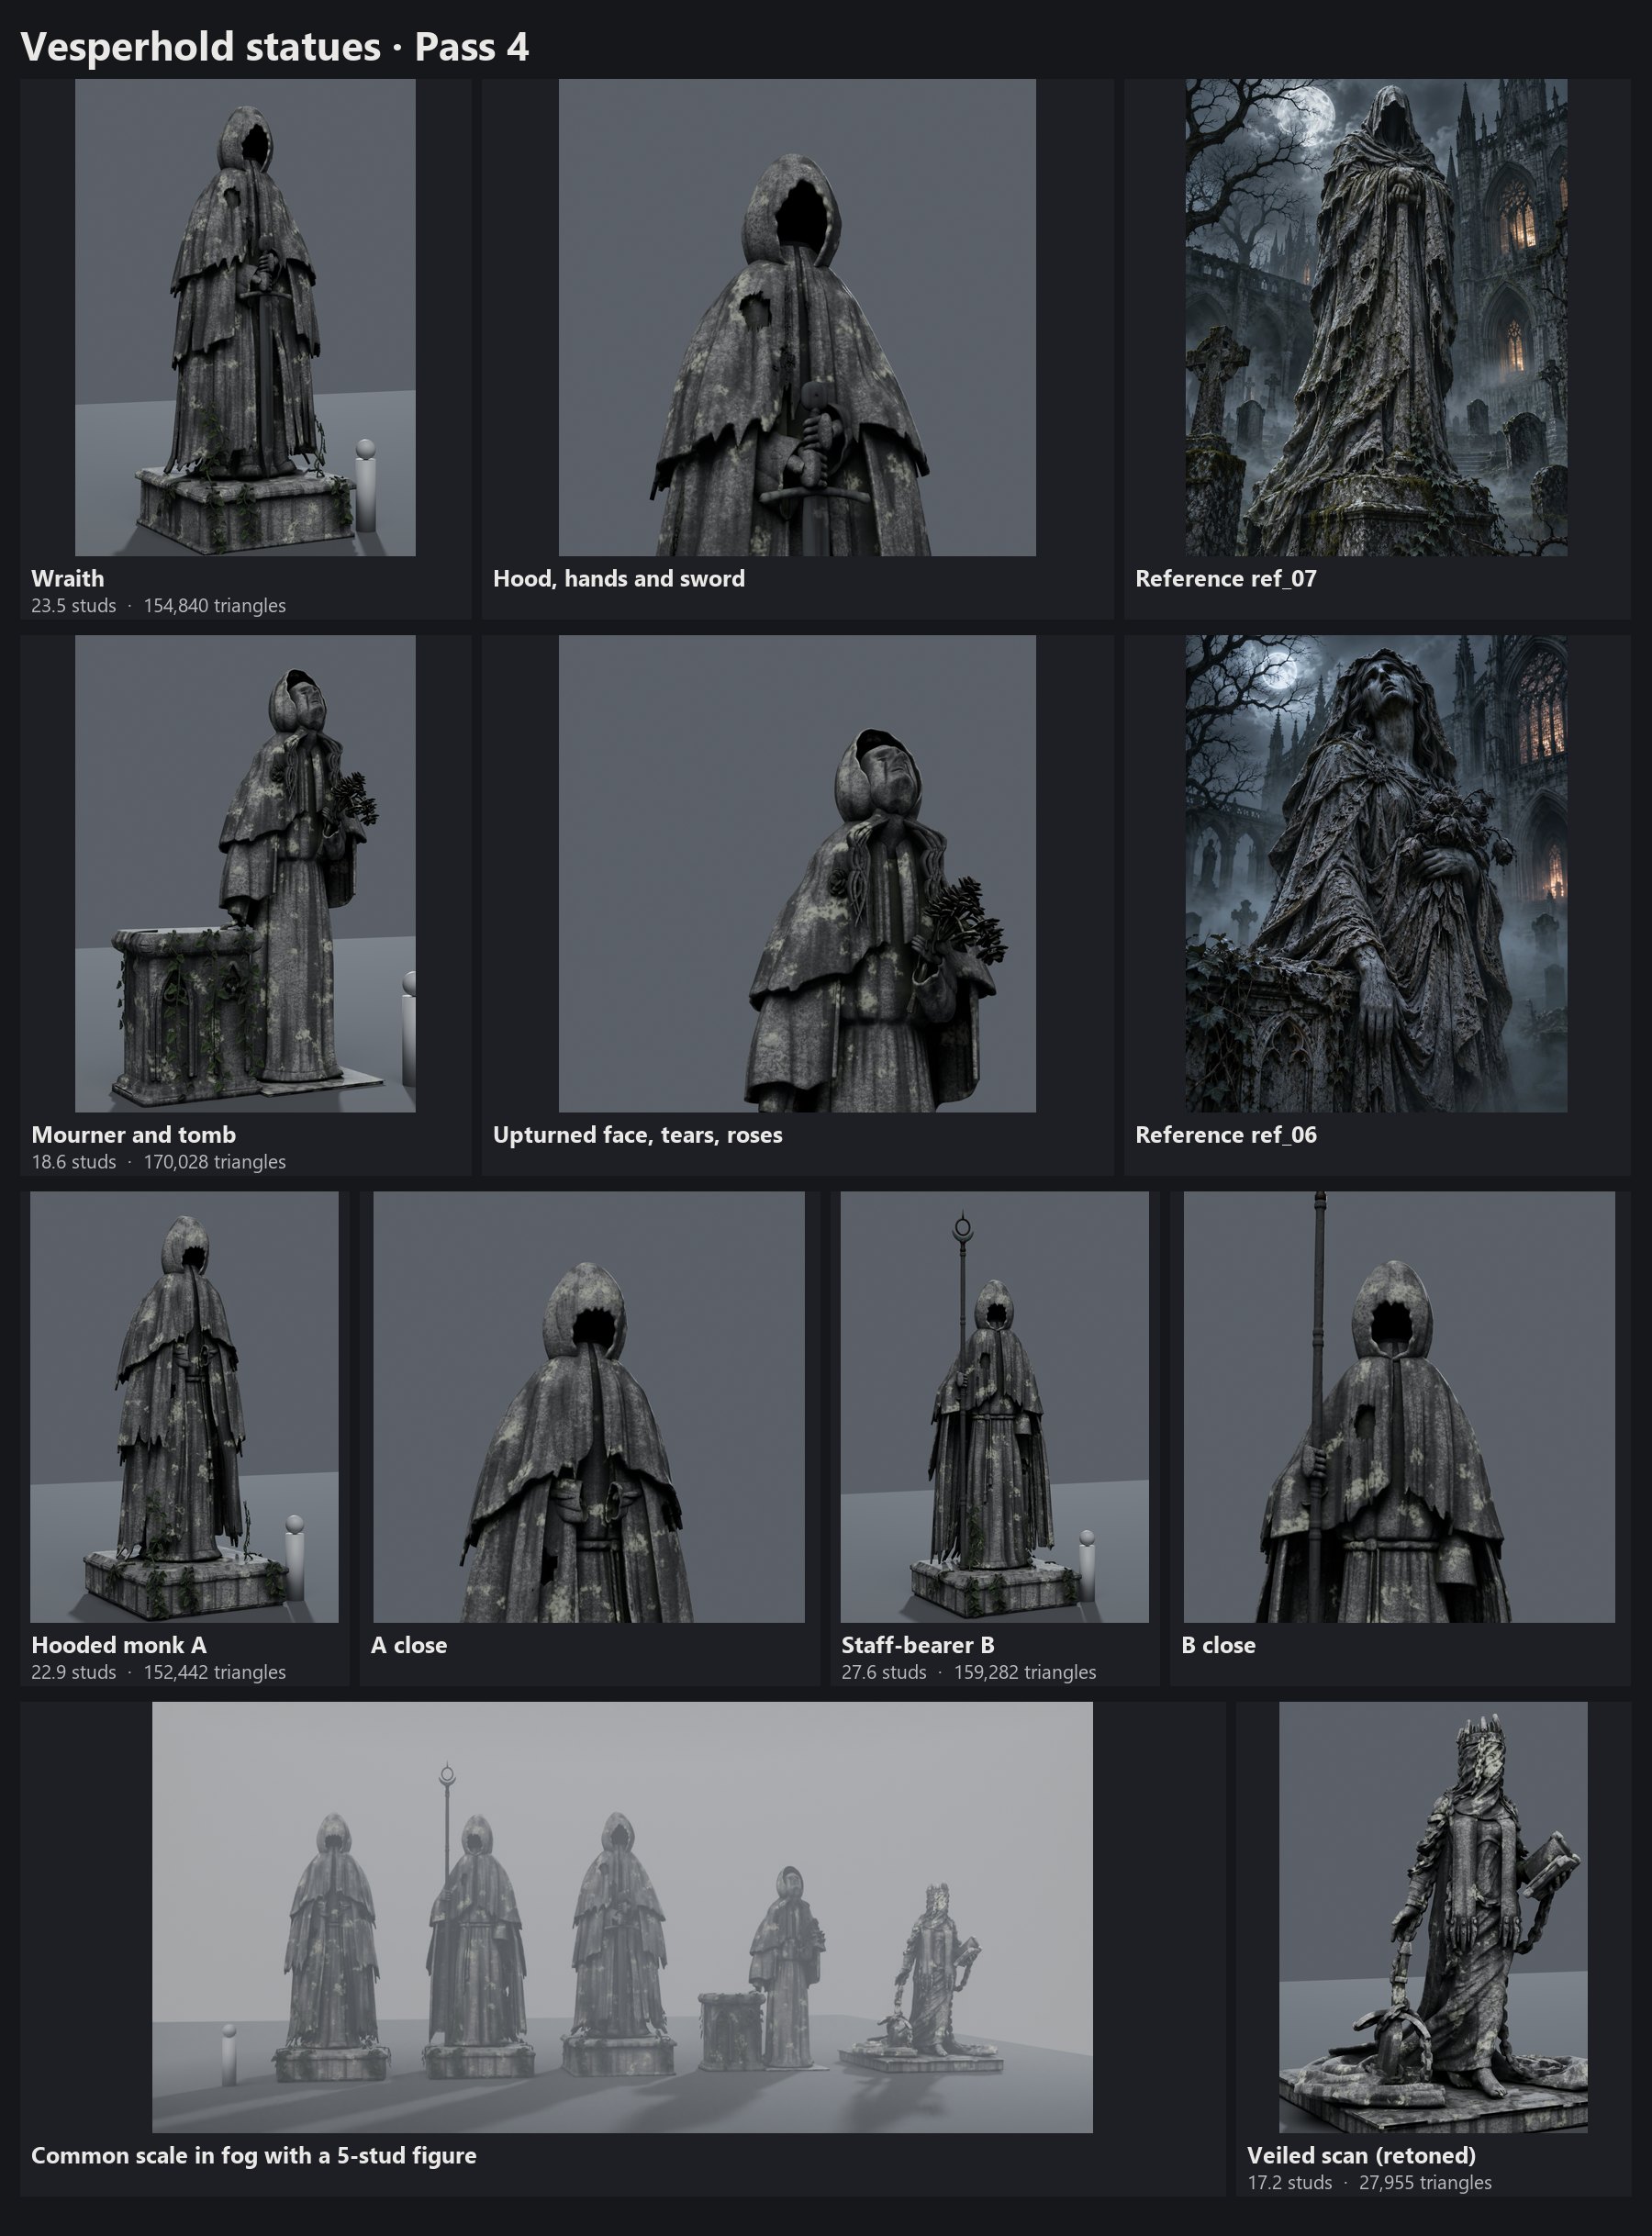 Vesperhold statues · Pass 4
Wraith
23.5 studs · 154,840 triangles
Hood, hands and sword
Reference ref_07
Mourner and tomb
18.6 studs · 170,028 triangles
Upturned face, tears, roses
Reference ref_06
Hooded monk A
22.9 studs · 152,442 triangles
A close
Staff-bearer B
27.6 studs · 159,282 triangles
B close
Common scale in fog with a 5-stud figure
Veiled scan (retoned)
17.2 studs · 27,955 triangles